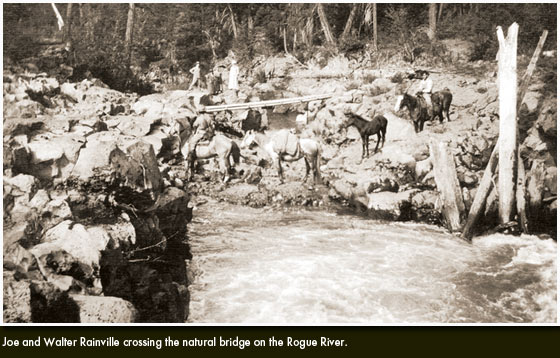 Joe and Walter Rainville crossing the natural bridge on the Rogue River.